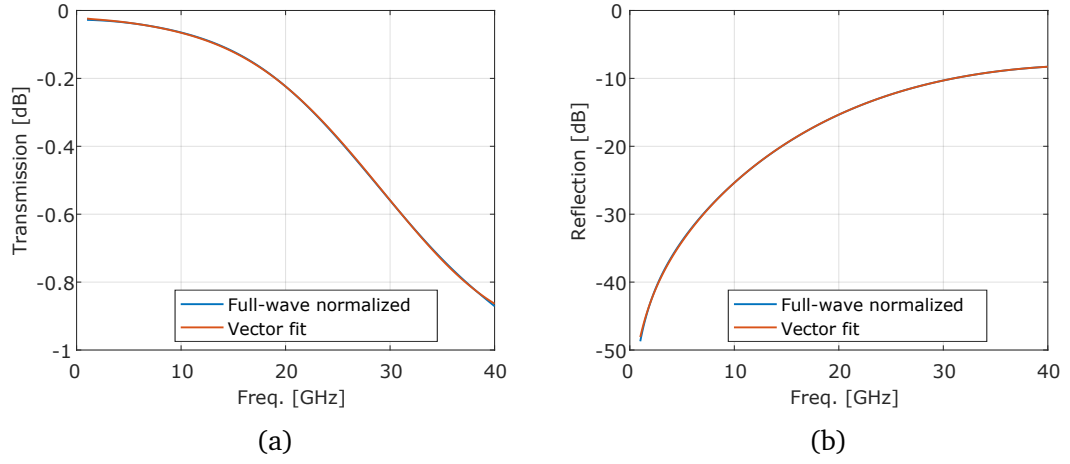 0
-0.2
-0.4
-0.6
-0.8
-1
Transmission [dB]
Full-wave normalized
Vector fit
0 10 20 30 40
Freq. [GHz]
(a)
0
-10
-20
-30
-40
-50
Reflection [dB]
Full-wave normalized
Vector fit
0 10 20 30 40
Freq. [GHz]
(b)